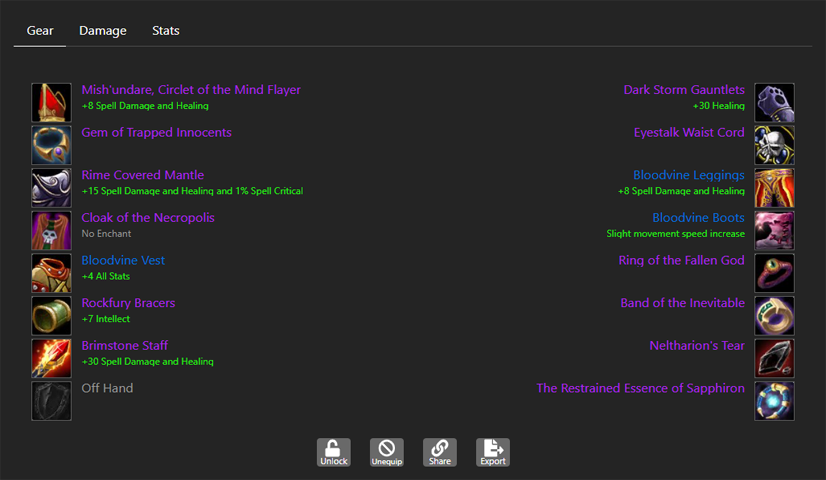 Gear Damage Stats
Mish'undare, Circlet of the Mind Flayer
+8 Spell Damage and Healing
Gem of Trapped Innocents
Rime Covered Mantle
+15 Spell Damage and Healing and 1% Spell Critical
Cloak of the Necropolis
No Enchant
Bloodvine Vest
+4 All Stats
Rockfury Bracers
+7 Intellect
Brimstone Staff
+30 Spell Damage and Healing
Off Hand
Dark Storm Gauntlets
+30 Healing
Eyestalk Waist Cord
Bloodvine Leggings
+8 Spell Damage and Healing
Bloodvine Boots
Slight movement speed increase
Ring of the Fallen God
Band of the Inevitable
Neltharion's Tear
The Restrained Essence of Sapphiron
Unlock Unequip Share Export